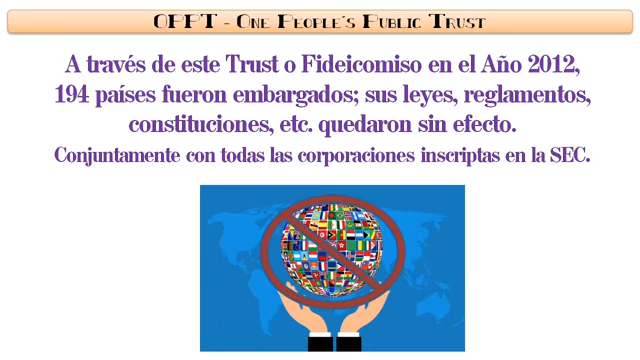 OPPT - One People's Public Trust
A través de este Trust o Fideicomiso en el Año 2012,
194 países fueron embargados; sus leyes, reglamentos,
constituciones, etc. quedaron sin efecto.
Conjuntamente con todas las corporaciones inscriptas en la SEC.